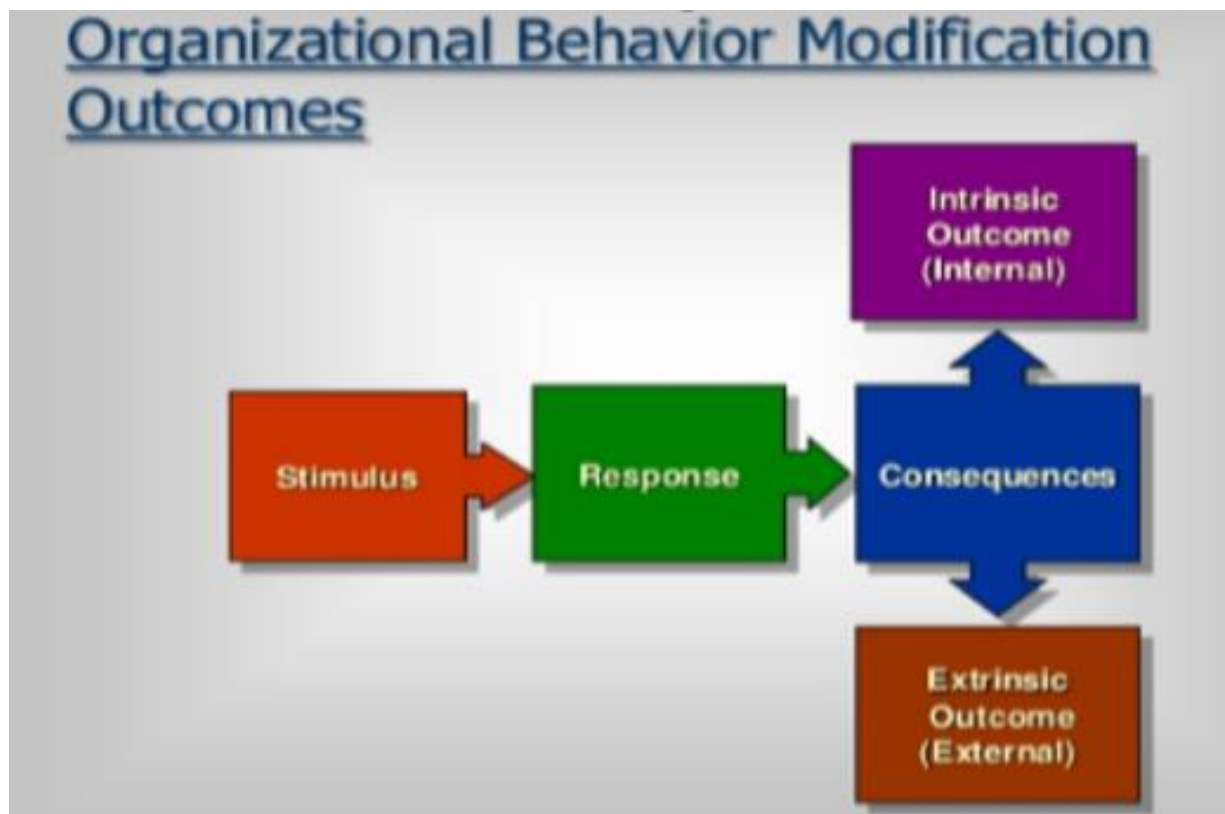 Organizational Behavior Modification
Outcomes
Intrinsic
Outcome
(Internal)
Stimulus
Response
Consequences
Extrinsic
Outcome
(External)